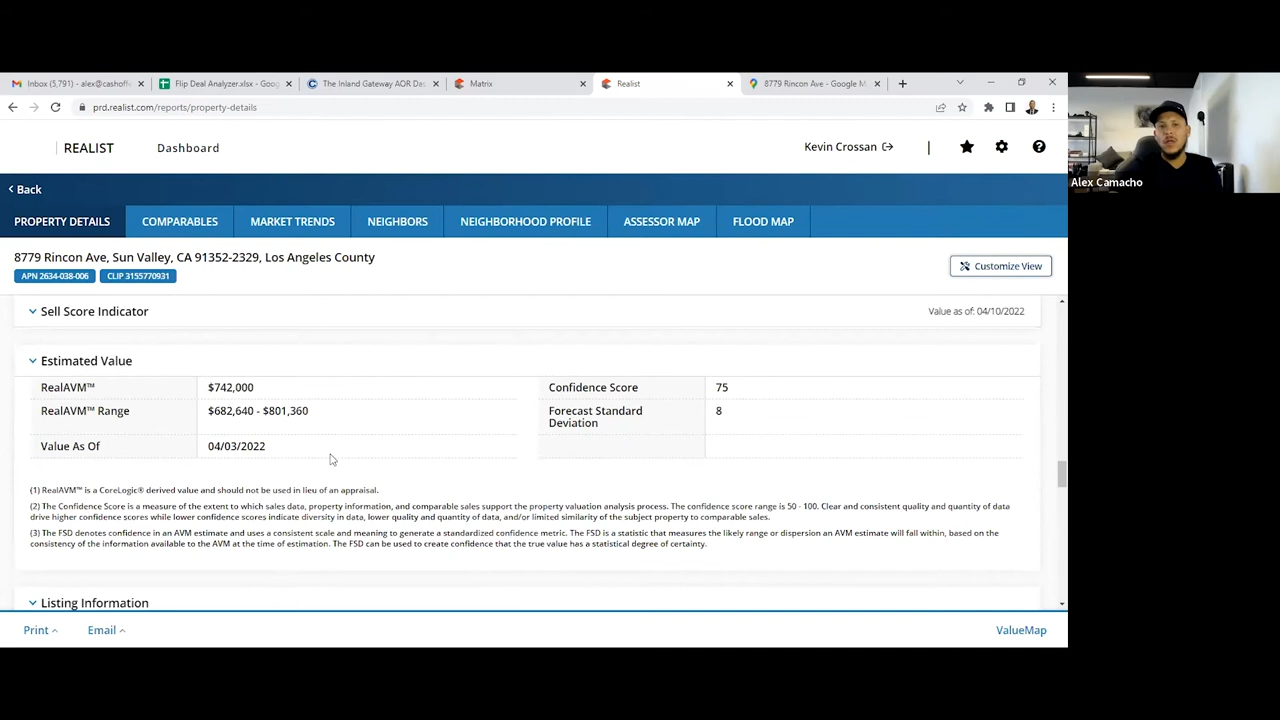 Inbox (5,791) - alex@cashoff
Flip Deal Analyzer.xlsx - Goog
The Inland Gateway AOR Das
Matrix
Realist
8779 Rincon Ave - Google M
prd.realist.com/reports/property-details
REALIST
Dashboard
Kevin Crossan
Back
PROPERTY DETAILS
COMPARABLES
MARKET TRENDS
NEIGHBORS
NEIGHBORHOOD PROFILE
ASSESSOR MAP
FLOOD MAP
Alex Camacho
8779 Rincon Ave, Sun Valley, CA 91352-2329, Los Angeles County
APN 2634-038-006
CLIP 3155770931
Customize View
Sell Score Indicator
Value as of: 04/10/2022
Estimated Value
RealAVM™
$742,000
Confidence Score
75
RealAVM™ Range
$682,640 - $801,360
Forecast Standard
Deviation
8
Value As Of
04/03/2022
(1) RealAVM™ is a CoreLogic® derived value and should not be used in lieu of an appraisal.
(2) The Confidence Score is a measure of the extent to which sales data, property information, and comparable sales support the property valuation analysis process. The confidence score range is 50 - 100. Clear and consistent quality and quantity of data
drive higher confidence scores while lower confidence scores indicate diversity in data, lower quality and quantity of data, and/or limited similarity of the subject property to comparable sales.
(3) The FSD denotes confidence in an AVM estimate and uses a consistent scale and meaning to generate a standardized confidence metric. The FSD is a statistic that measures the likely range or dispersion an AVM estimate will fall within, based on the
consistency of the information available to the AVM at the time of estimation. The FSD can be used to create confidence that the true value has a statistical degree of certainty.
Listing Information
Print
Email
ValueMap